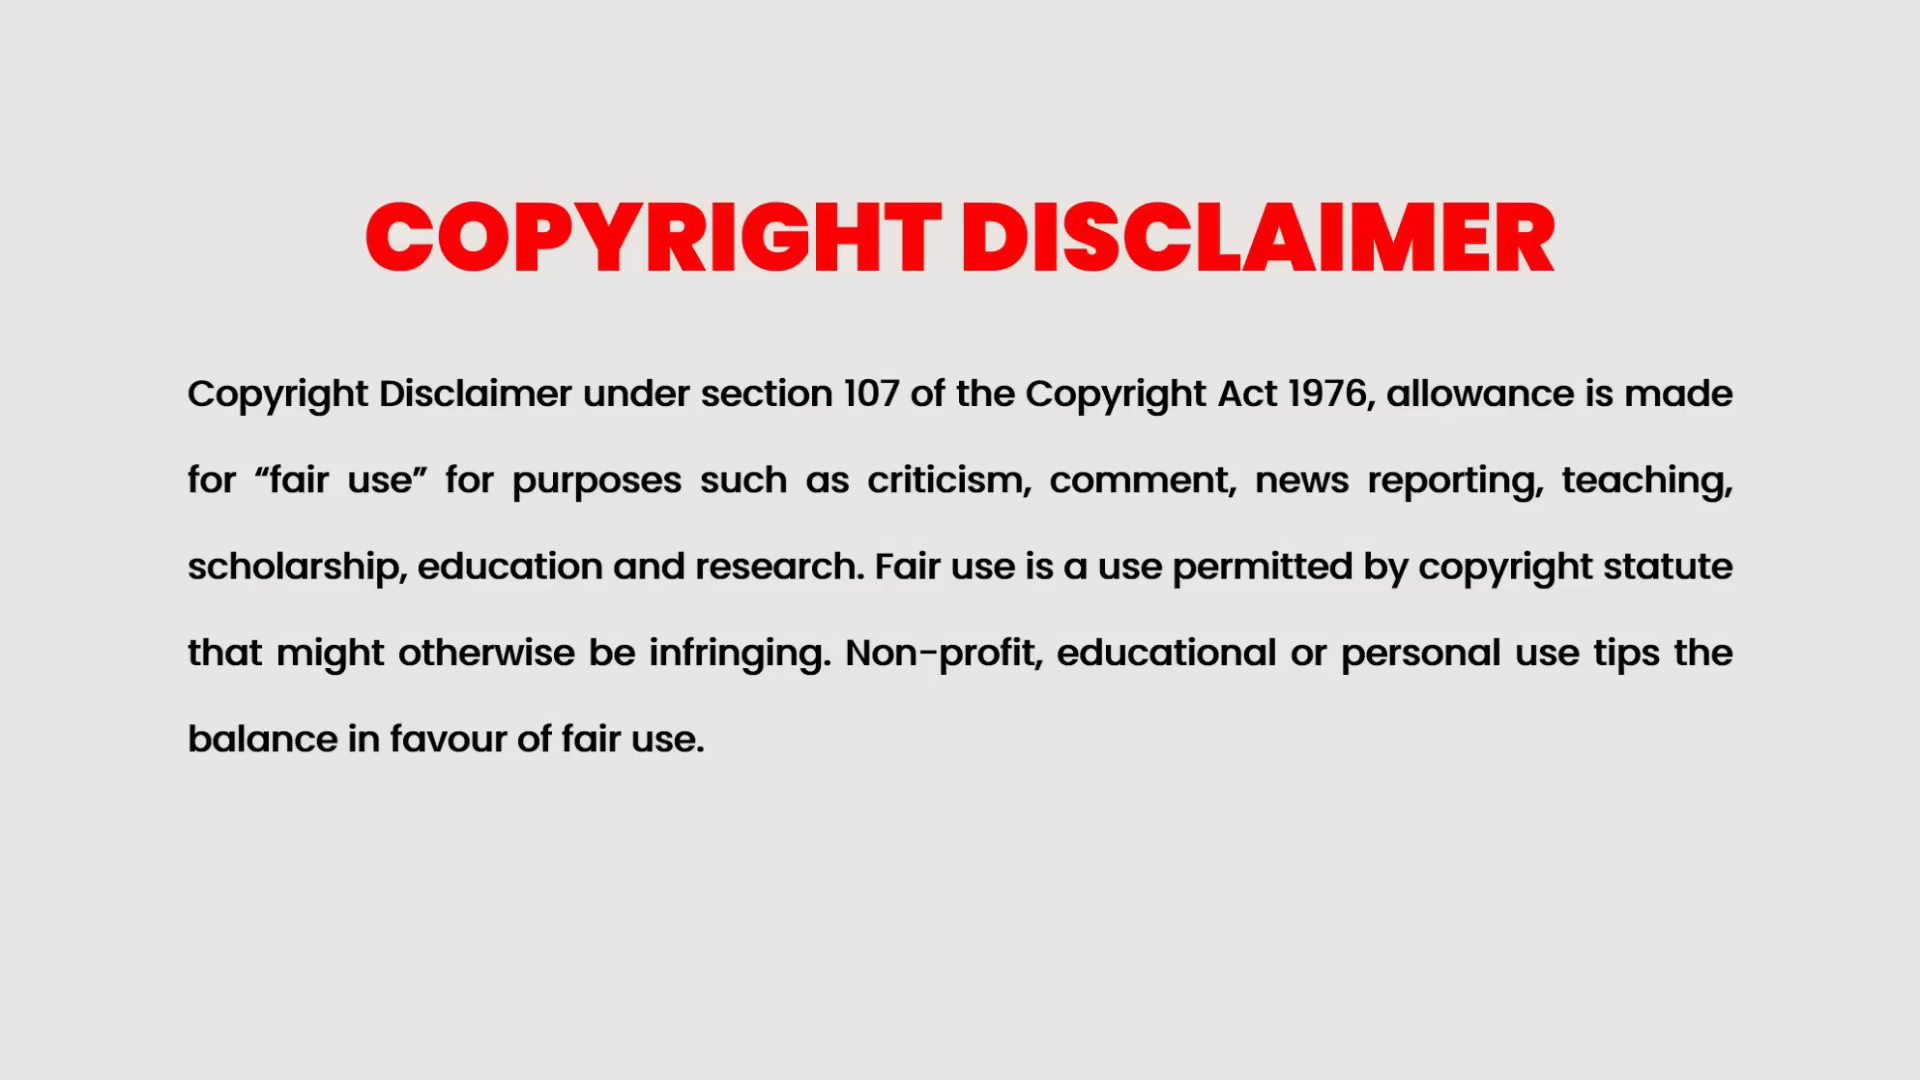 COPYRIGHT DISCLAIMER
Copyright Disclaimer under section 107 of the Copyright Act 1976, allowance is made
for “fair use” for purposes such as criticism, comment, news reporting, teaching,
scholarship, education and research. Fair use is a use permitted by copyright statute
that might otherwise be infringing. Non-profit, educational or personal use tips the
balance in favour of fair use.